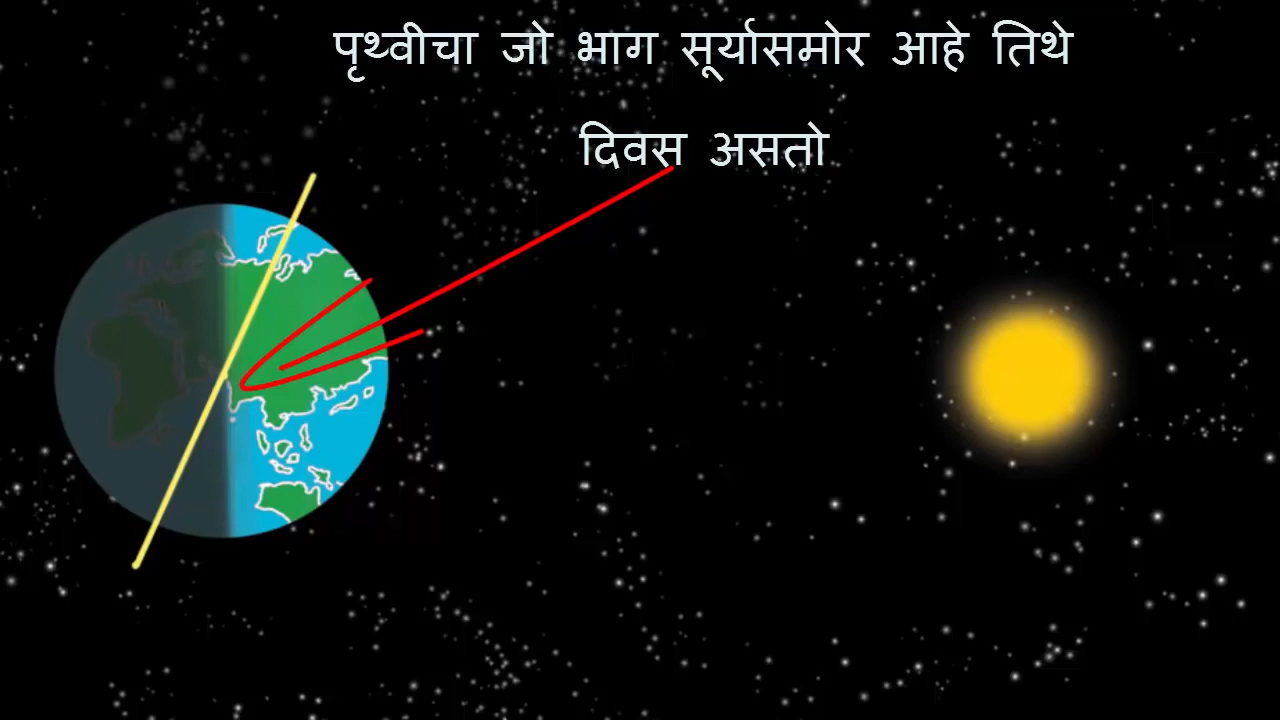 पृथ्वीचा जो भाग सूर्यासमोर आहे तिथे
दिवस असतो